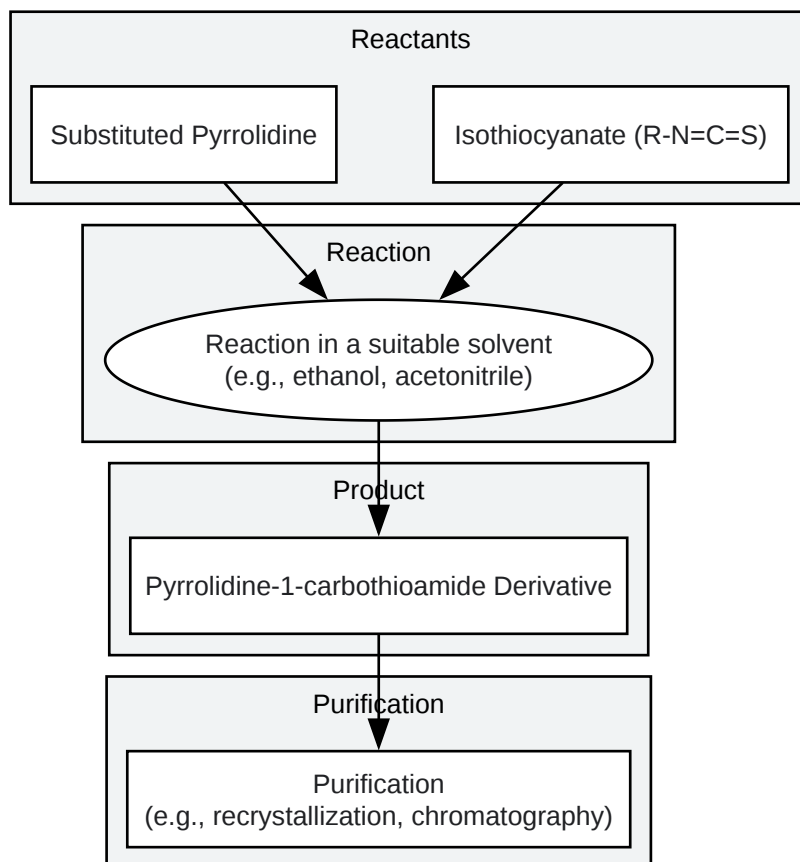 Reactants
Substituted Pyrrolidine
Isothiocyanate (R-N=C=S)
Reaction
Reaction in a suitable solvent
(e.g., ethanol, acetonitrile)
Product
Pyrrolidine-1-carbothioamide Derivative
Purification
Purification
(e.g., recrystallization, chromatography)